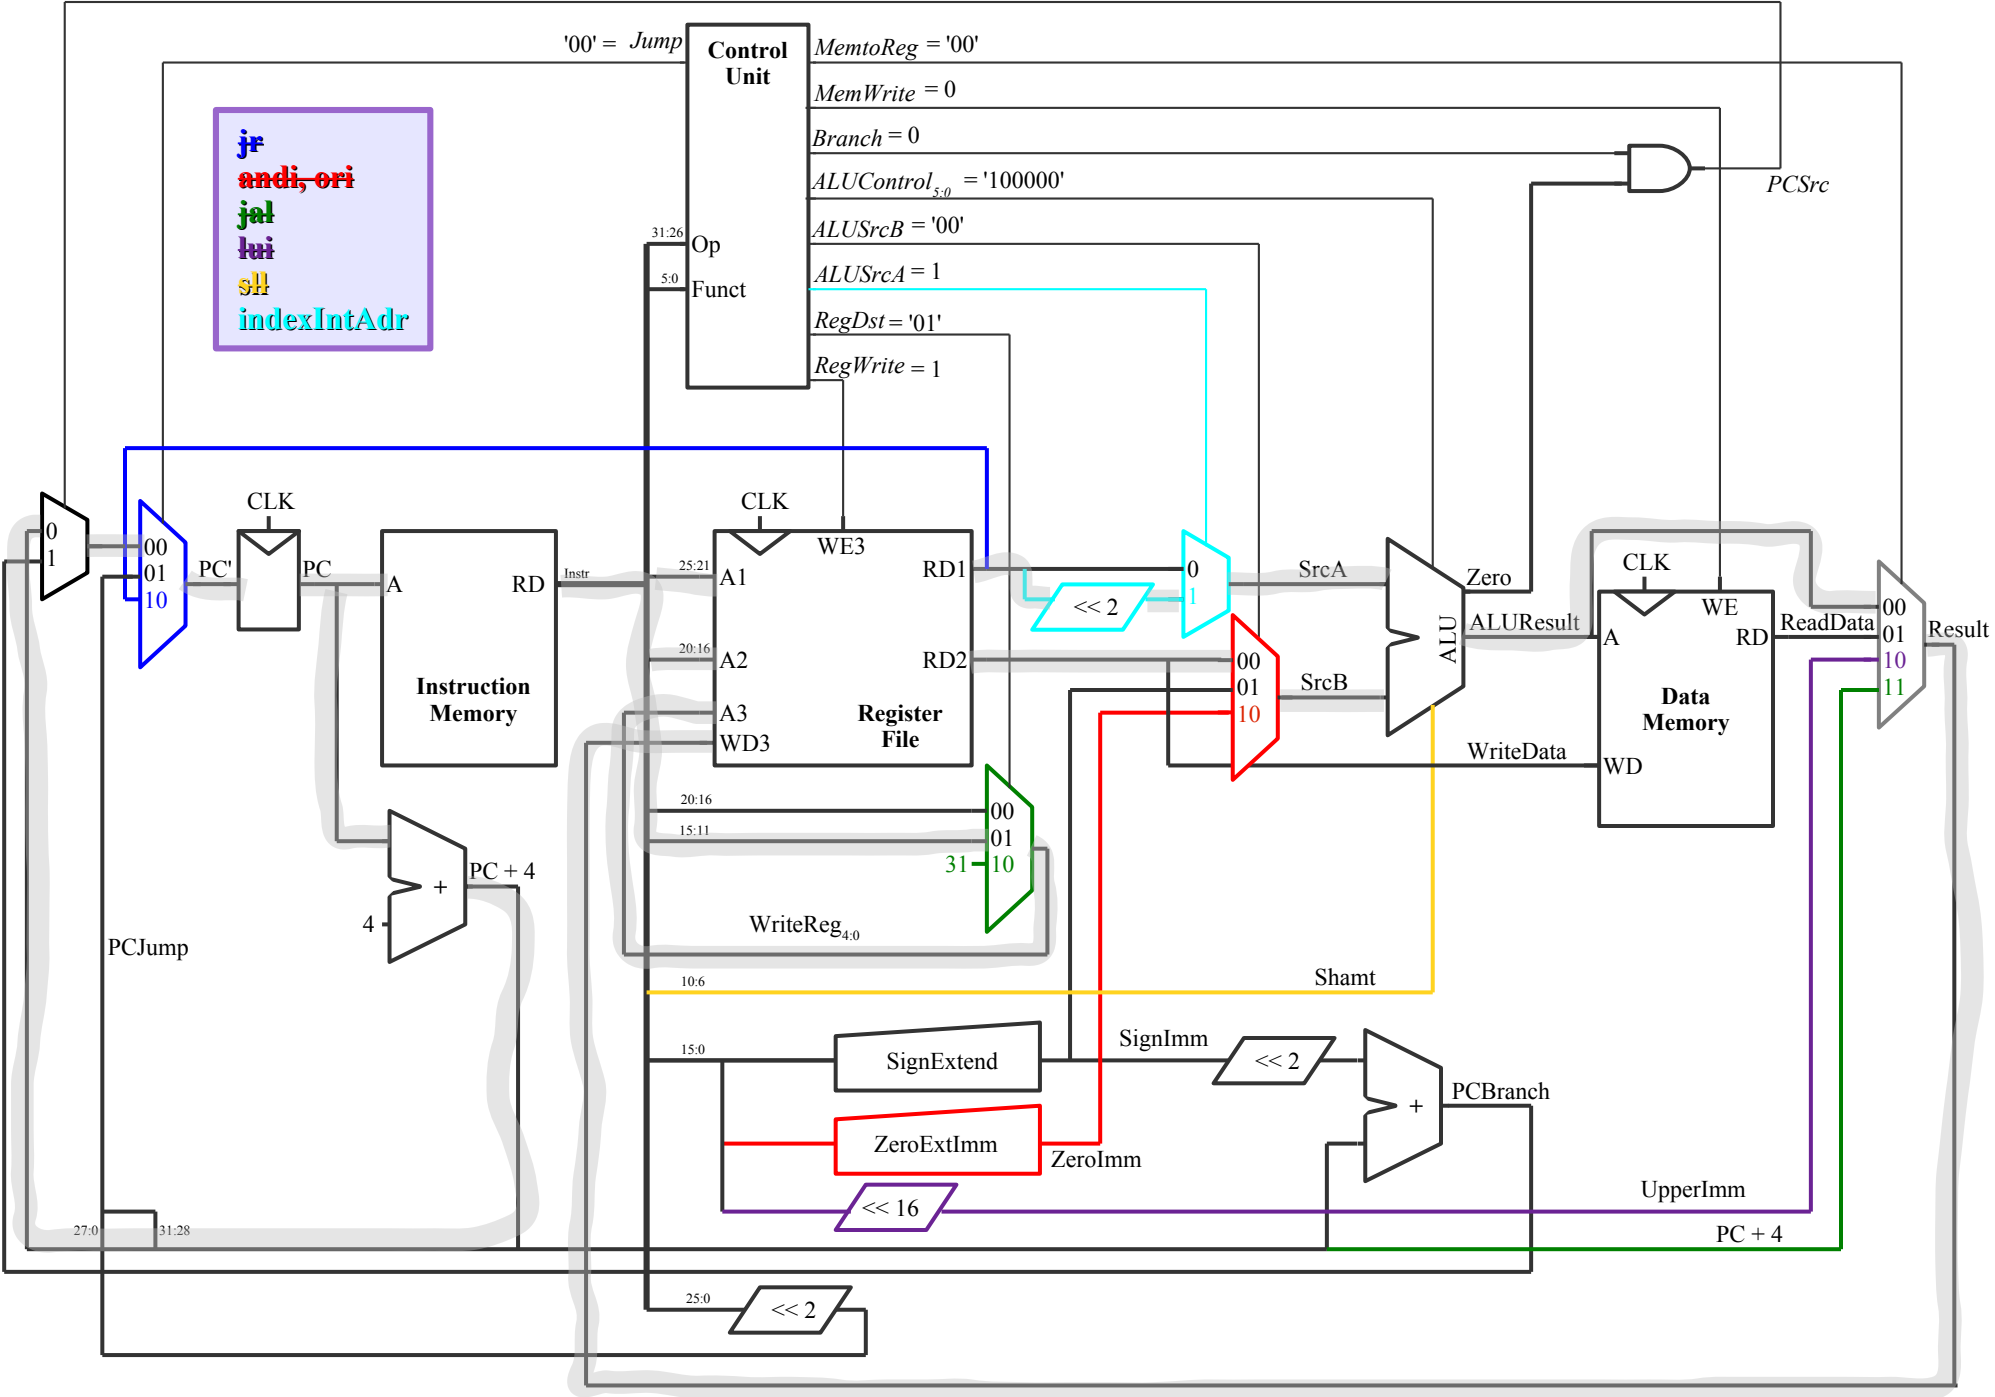 '00' = Jump
Control
Unit
MemtoReg = '00'
MemWrite = 0
Branch = 0
ALUControl5:0 = '100000'
ALUSrcB = '00'
ALUSrcA = 1
RegDst = '01'
RegWrite = 1
PCSrc
31:26 Op
5:0 Funct
jr
andi, ori
jal
lui
sll
indexIntAdr
0
1
00
01
10
PC'
CLK
PC
A
RD
Instruction
Memory
Instr
CLK
WE3
25:21 A1
20:16 A2
A3
WD3
RD1
RD2
Register
File
<< 2
0
1
00
01
10
SrcA
SrcB
ALU
Zero
ALUResult
WriteData
CLK
WE
A
RD
WD
Data
Memory
ReadData
00
01
10
11
Result
20:16
15:11
31
00
01
10
WriteReg4:0
PC + 4
+
4
PCJump
10:6
Shamt
15:0
SignExtend
SignImm
<< 2
+
PCBranch
ZeroExtImm
ZeroImm
<< 16
UpperImm
PC + 4
27:0
31:28
25:0
<< 2